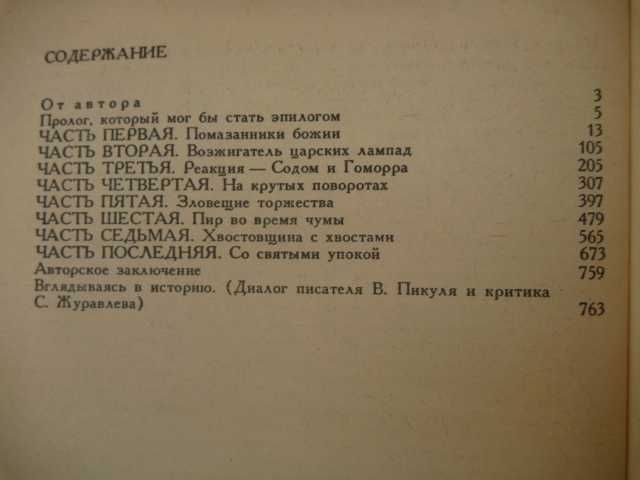 СОДЕРЖАНИЕ
От автора 3
Пролог, который мог бы стать эпилогом 5
ЧАСТЬ ПЕРВАЯ. Помазанники божии 13
ЧАСТЬ ВТОРАЯ. Возжигатель царских лампад 105
ЧАСТЬ ТРЕТЬЯ. Реакция — Содом и Гоморра 205
ЧАСТЬ ЧЕТВЕРТАЯ. На крутых поворотах 307
ЧАСТЬ ПЯТАЯ. Зловещие торжества 397
ЧАСТЬ ШЕСТАЯ. Пир во время чумы 479
ЧАСТЬ СЕДЬМАЯ. Хвостовщина с хвостами 565
ЧАСТЬ ПОСЛЕДНЯЯ. Со святыми упокой 673
Авторское заключение 759
Вглядываясь в историю. (Диалог писателя В. Пикуля и критика
С. Журавлева) 763